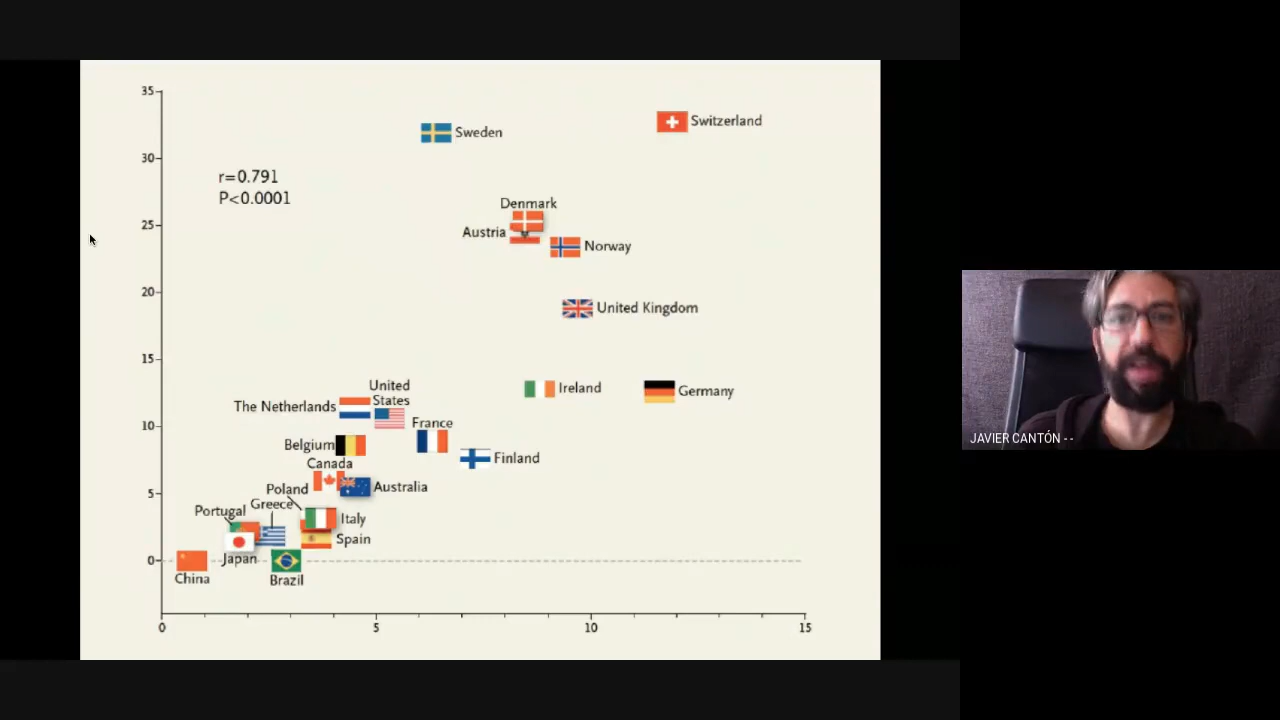 35
Sweden
Switzerland
30
r=0.791
P<0.0001
Denmark
25
Austria
Norway
20
United Kingdom
15
United
States
Ireland
Germany
The Netherlands
10
France
Belgium
Finland
Canada
Australia
5
Poland
Greece
Portugal
Italy
Spain
0
Japan
China
Brazil
0
5
10
15
JAVIER CANTÓN - -